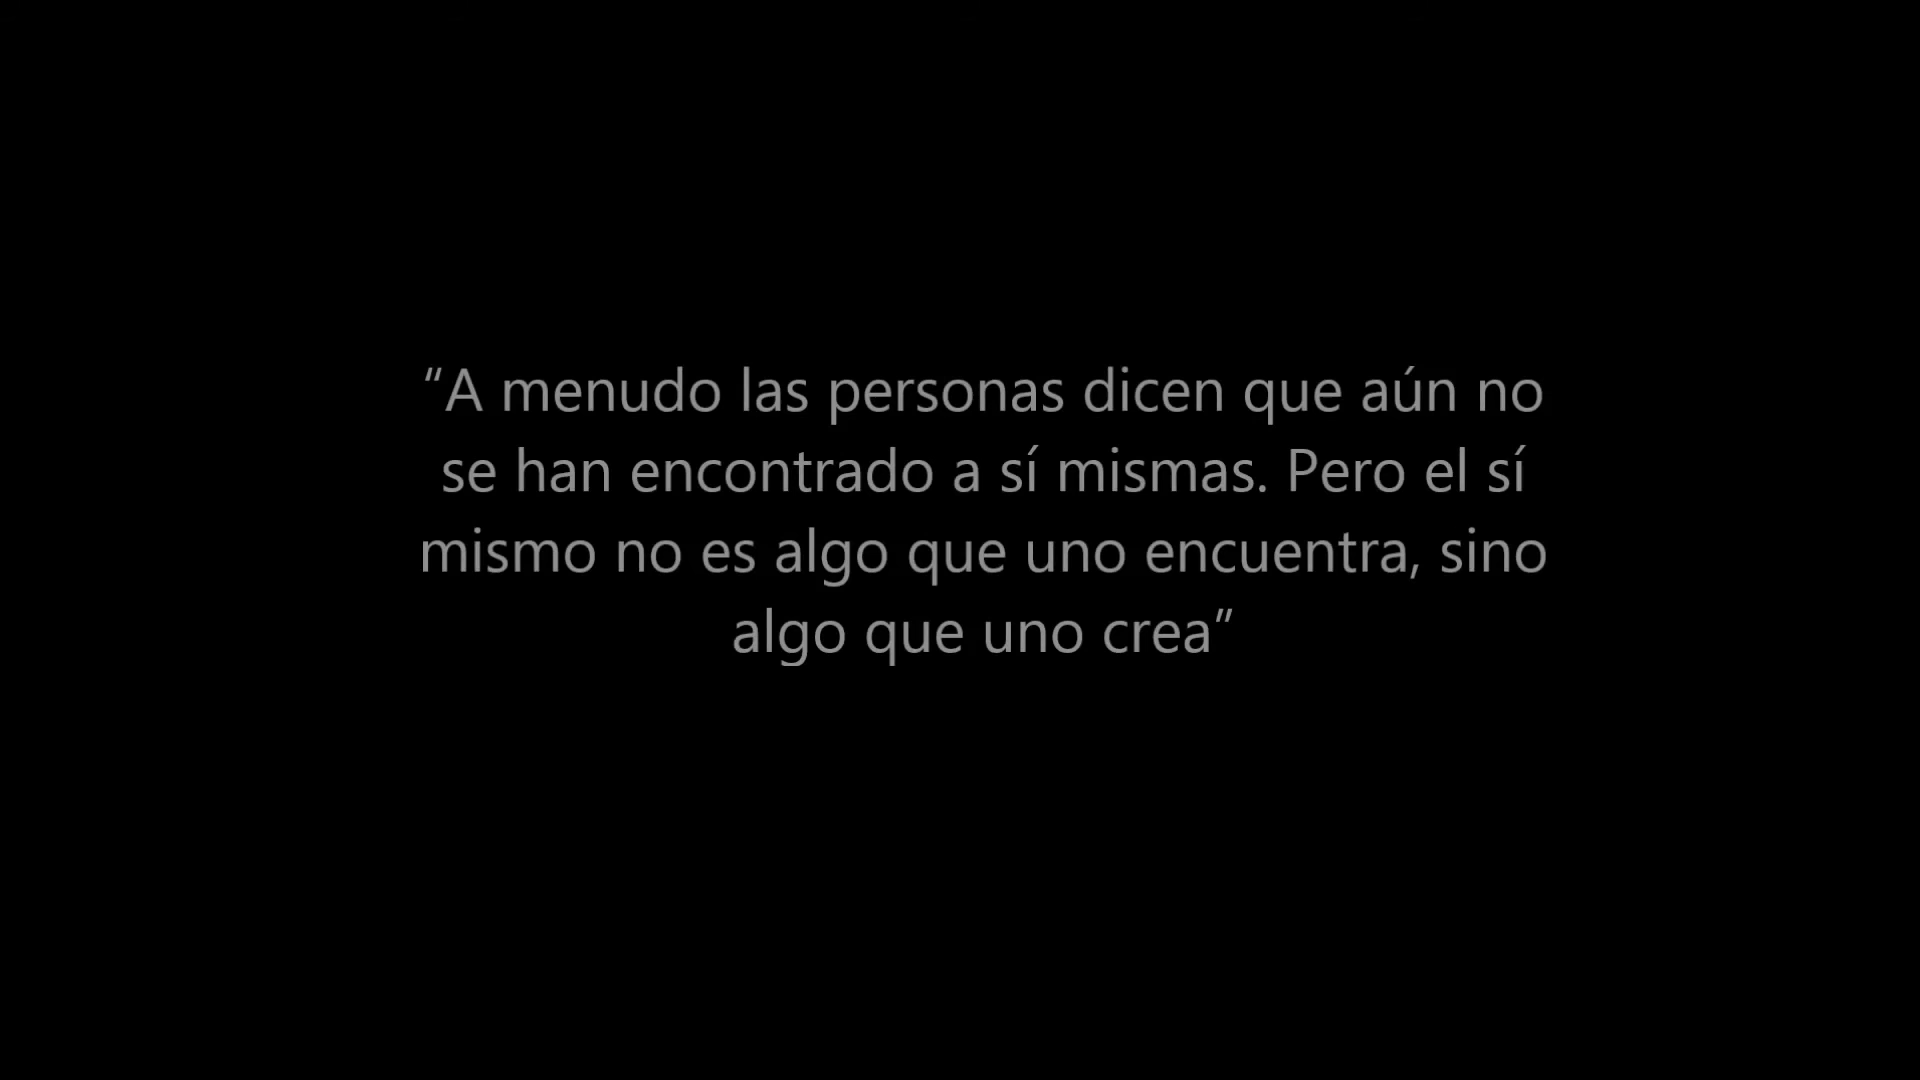 “A menudo las personas dicen que aún no
se han encontrado a sí mismas. Pero el sí
mismo no es algo que uno encuentra, sino
algo que uno crea”